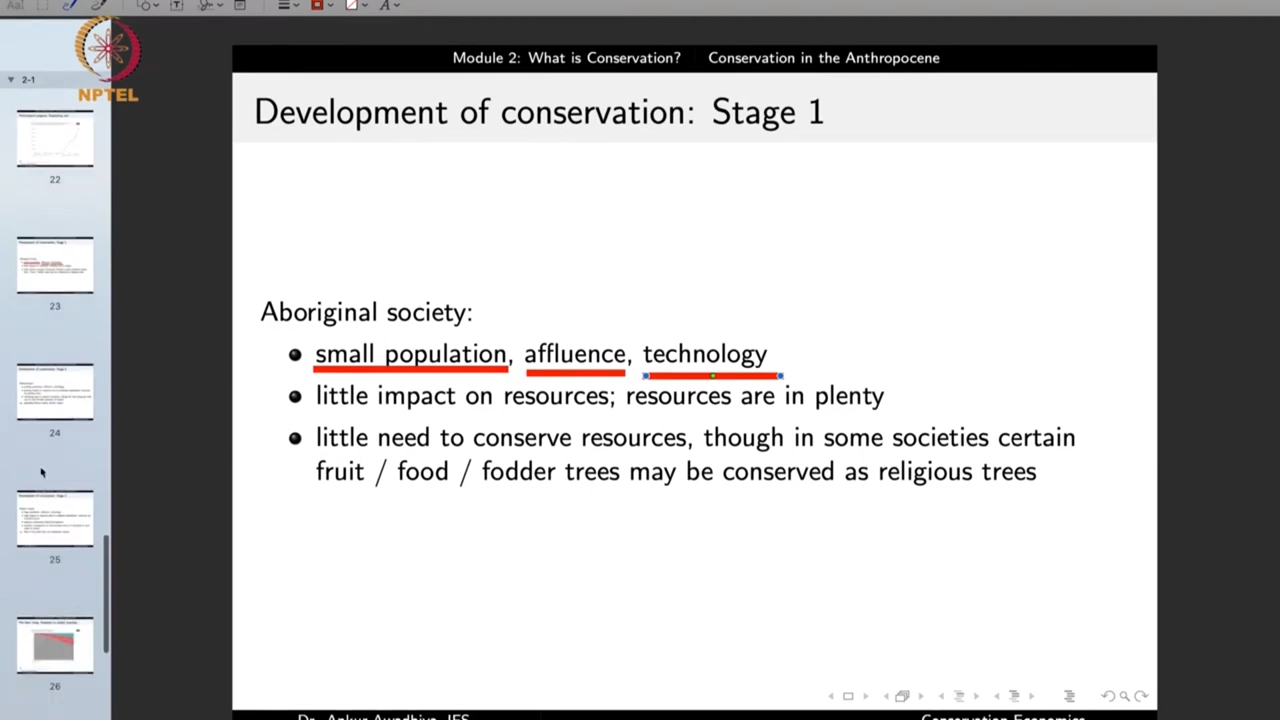 Module 2: What is Conservation? Conservation in the Anthropocene
2-1
NPTEL
Development of conservation: Stage 1
22
Aboriginal society:
23
small population, affluence, technology
little impact on resources; resources are in plenty
24
little need to conserve resources, though in some societies certain
fruit / food / fodder trees may be conserved as religious trees
25
26
Dr. Ankur Awadhiya, IFS Conservation Economics